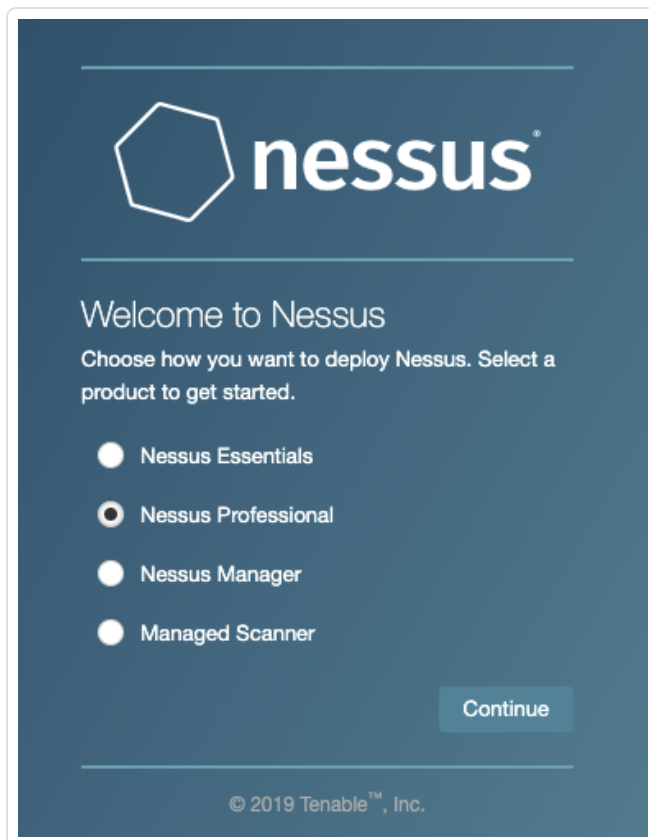 nessus®
Welcome to Nessus
Choose how you want to deploy Nessus. Select a
product to get started.
Nessus Essentials
Nessus Professional
Nessus Manager
Managed Scanner
Continue
© 2019 Tenable™, Inc.